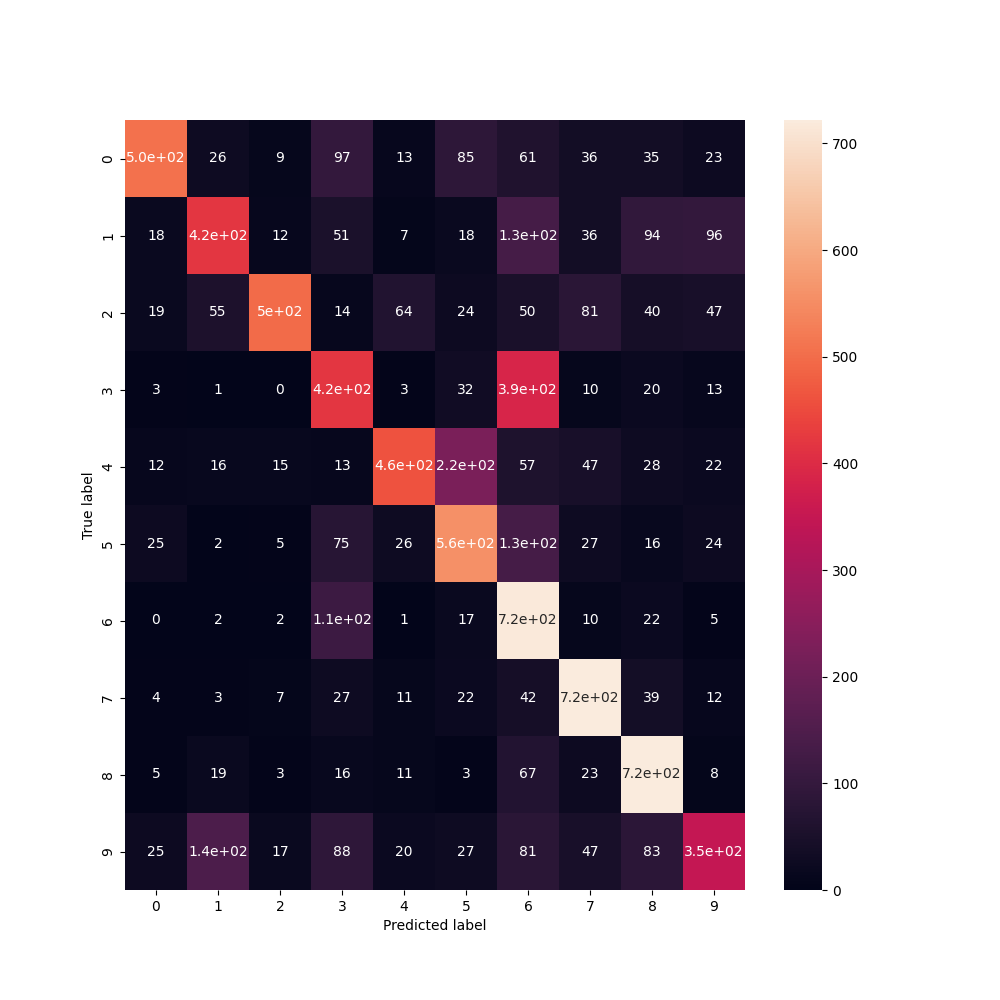 0 5.0e+02 26 9 97 13 85 61 36 35 23
1 18 4.2e+02 12 51 7 18 1.3e+02 36 94 96
2 19 55 5e+02 14 64 24 50 81 40 47
3 3 1 0 4.2e+02 3 32 3.9e+02 10 20 13
4 12 16 15 13 4.6e+02 2.2e+02 57 47 28 22
5 25 2 5 75 26 5.6e+02 1.3e+02 27 16 24
6 0 2 2 1.1e+02 1 17 7.2e+02 10 22 5
7 4 3 7 27 11 22 42 7.2e+02 39 12
8 5 19 3 16 11 3 67 23 7.2e+02 8
9 25 1.4e+02 17 88 20 27 81 47 83 3.5e+02
0 1 2 3 4 5 6 7 8 9
Predicted label
True label
700
600
500
400
300
200
100
0